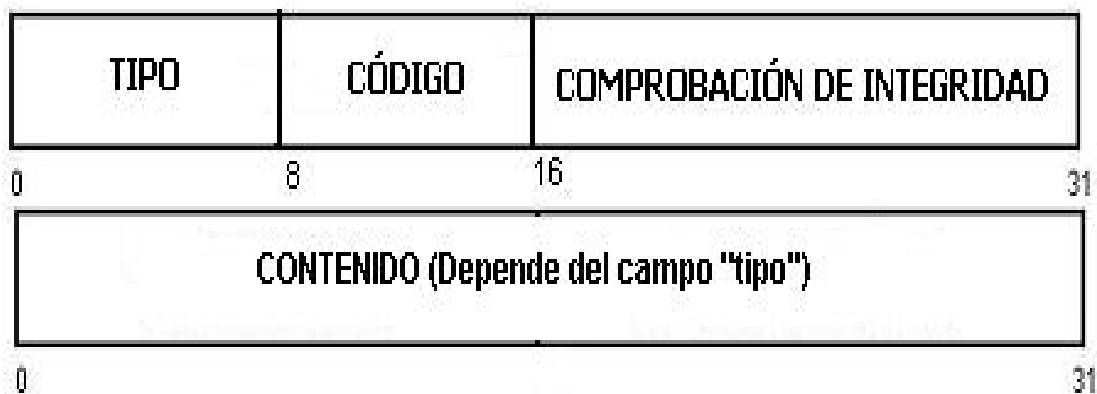 TIPO CÓDIGO COMPROBACIÓN DE INTEGRIDAD
0 8 16 31
CONTENIDO (Depende del campo "tipo")
0 31